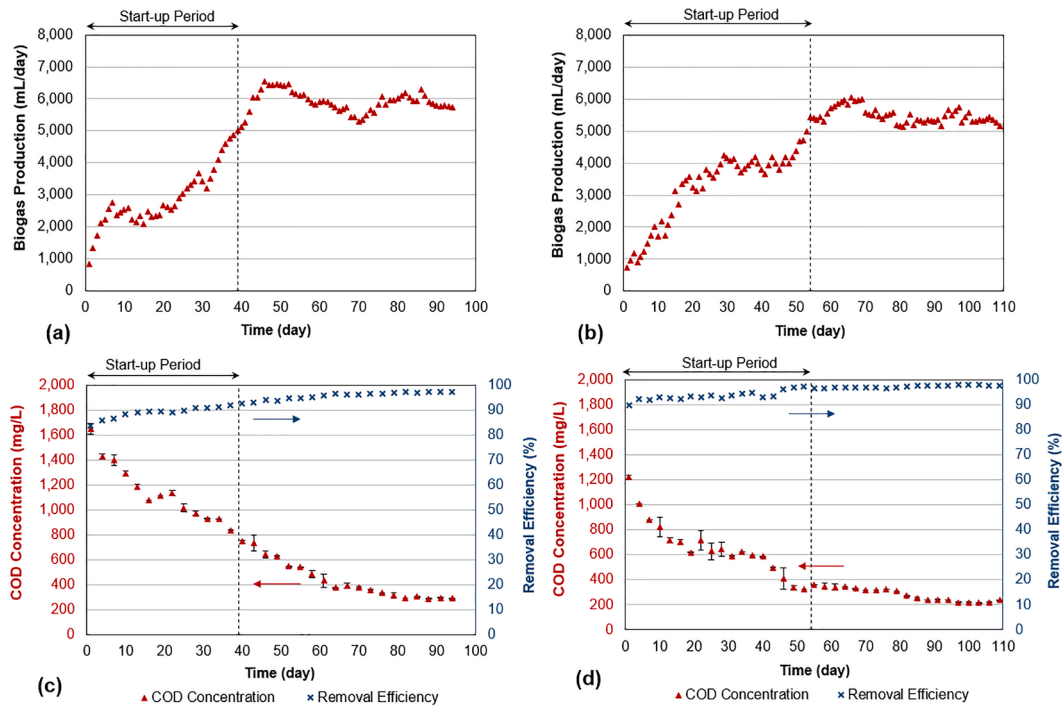 Start-up Period
8,000
7,000
6,000
5,000
4,000
3,000
2,000
1,000
0
Biogas Production (mL/day)
0 10 20 30 40 50 60 70 80 90 100
Time (day)
(a)
Start-up Period
8,000
7,000
6,000
5,000
4,000
3,000
2,000
1,000
0
Biogas Production (mL/day)
0 10 20 30 40 50 60 70 80 90 100 110
Time (day)
(b)
Start-up Period
2,000
1,800
1,600
1,400
1,200
1,000
800
600
400
200
0
COD Concentration (mg/L)
100
90
80
70
60
50
40
30
20
10
0
Removal Efficiency (%)
0 10 20 30 40 50 60 70 80 90 100
Time (day)
(c)
COD Concentration Removal Efficiency
Start-up Period
2,000
1,800
1,600
1,400
1,200
1,000
800
600
400
200
0
COD Concentration (mg/L)
100
90
80
70
60
50
40
30
20
10
0
Removal Efficiency (%)
0 10 20 30 40 50 60 70 80 90 100 110
Time (day)
(d)
COD Concentration Removal Efficiency